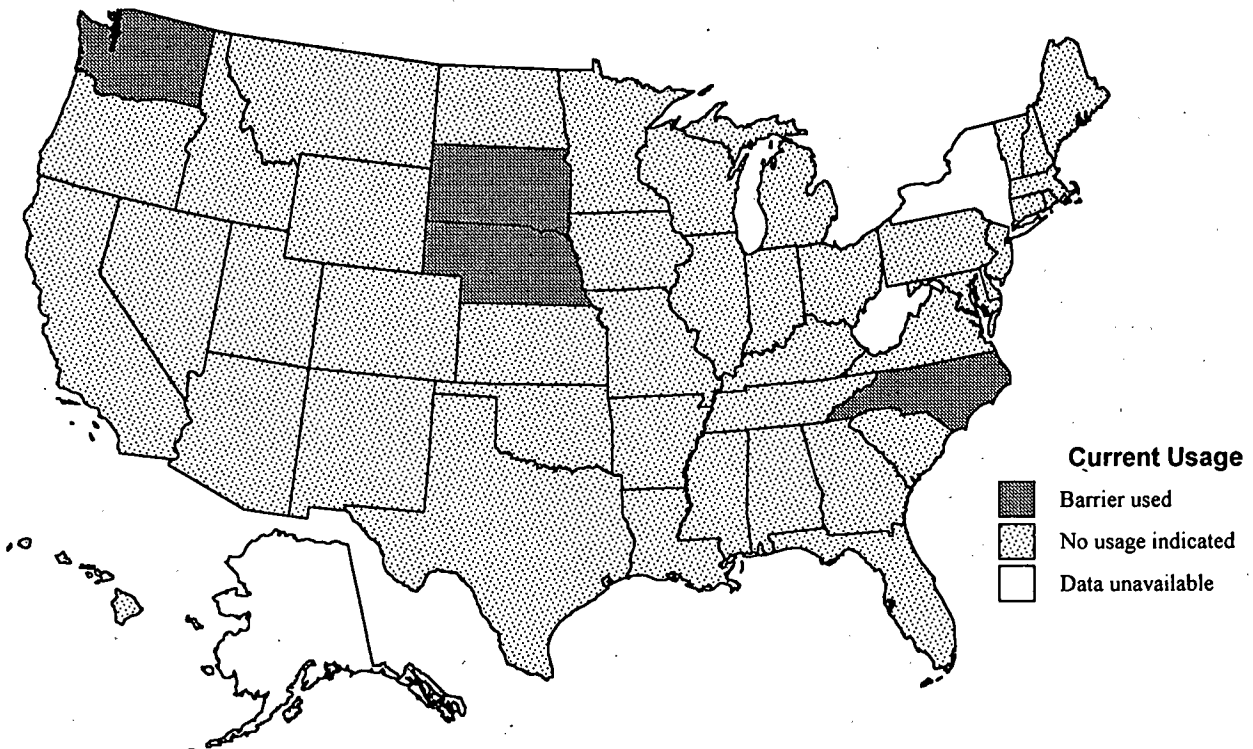 Current Usage
Barrier used
No usage indicated
Data unavailable